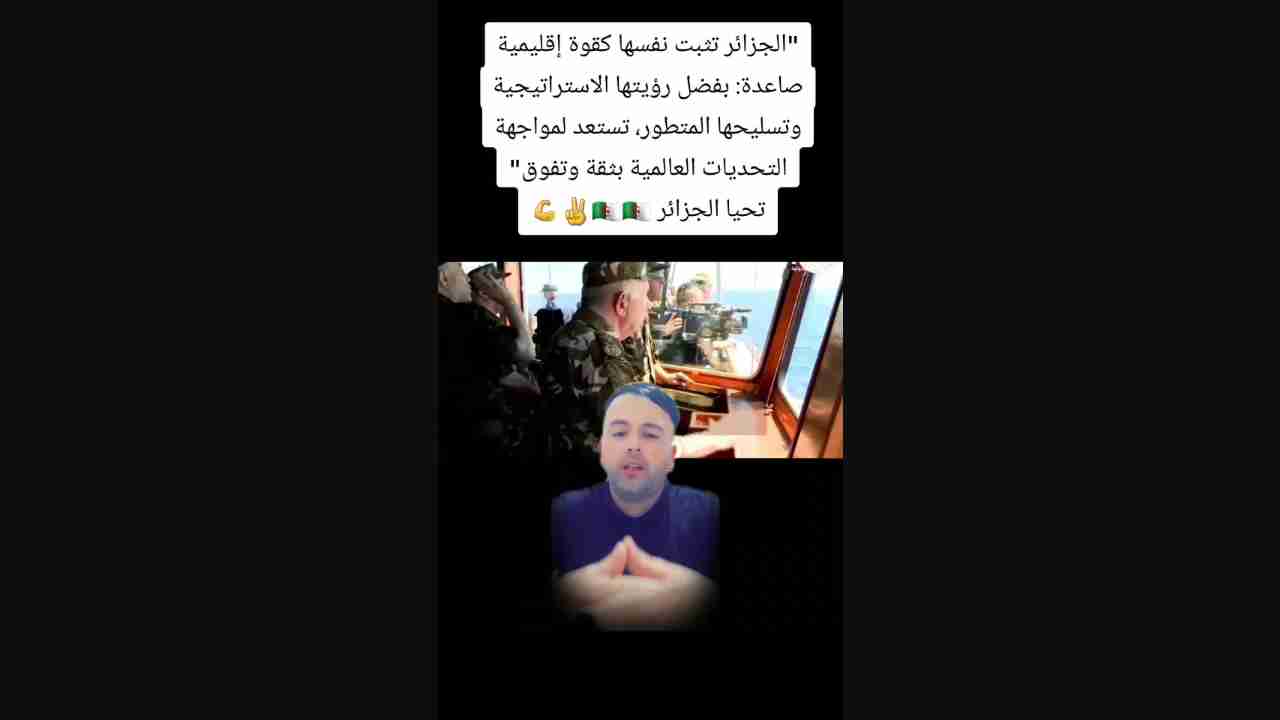 "الجزائر تثبت نفسها كقوة إقليمية
صاعدة: بفضل رؤيتها الاستراتيجية
وتسليحها المتطور، تستعد لمواجهة
التحديات العالمية بثقة وتفوق"
تحيا الجزائر 🇩🇿🇩🇿✌️💪